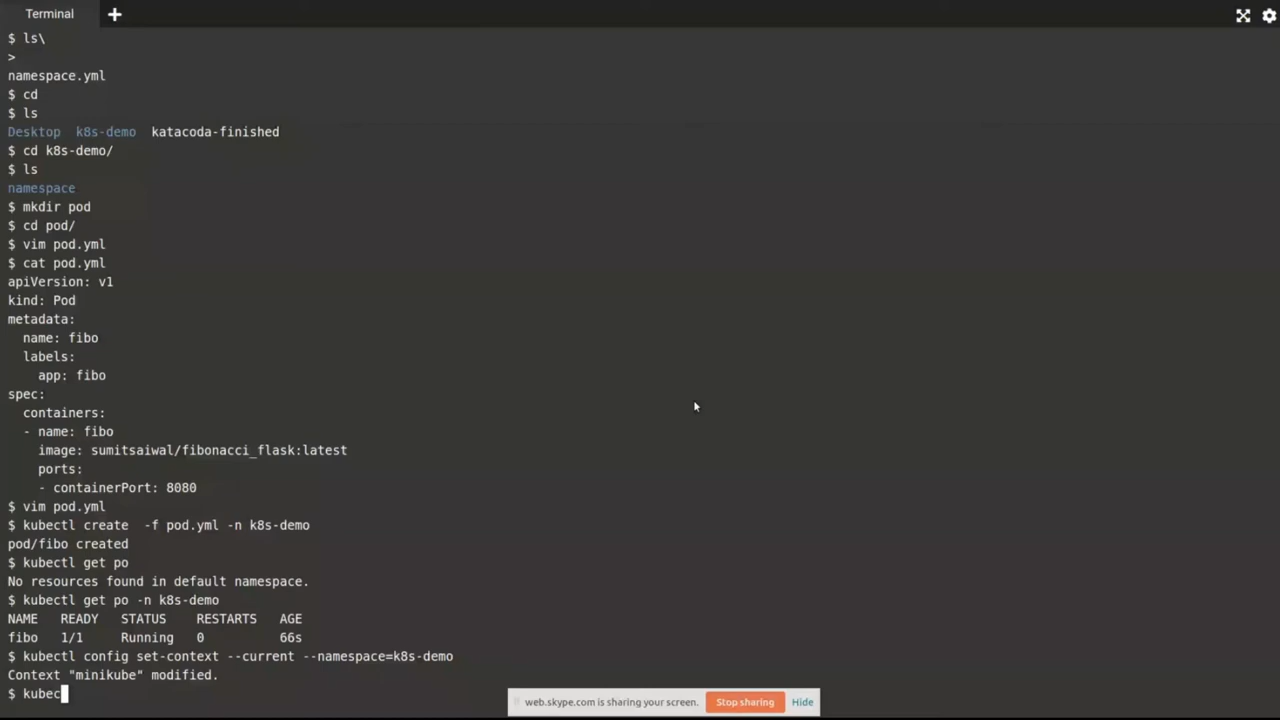 Terminal +
$ ls\
>
namespace.yml
$ cd
$ ls
Desktop k8s-demo katacoda-finished
$ cd k8s-demo/
$ ls
namespace
$ mkdir pod
$ cd pod/
$ vim pod.yml
$ cat pod.yml
apiVersion: v1
kind: Pod
metadata:
  name: fibo
  labels:
    app: fibo
spec:
  containers:
  - name: fibo
    image: sumitsaiwal/fibonacci_flask:latest
    ports:
    - containerPort: 8080
$ vim pod.yml
$ kubectl create  -f pod.yml -n k8s-demo
pod/fibo created
$ kubectl get po
No resources found in default namespace.
$ kubectl get po -n k8s-demo
NAME   READY   STATUS    RESTARTS   AGE
fibo   1/1     Running   0          66s
$ kubectl config set-context --current --namespace=k8s-demo
Context "minikube" modified.
$ kubec
web.skype.com is sharing your screen. Stop sharing Hide